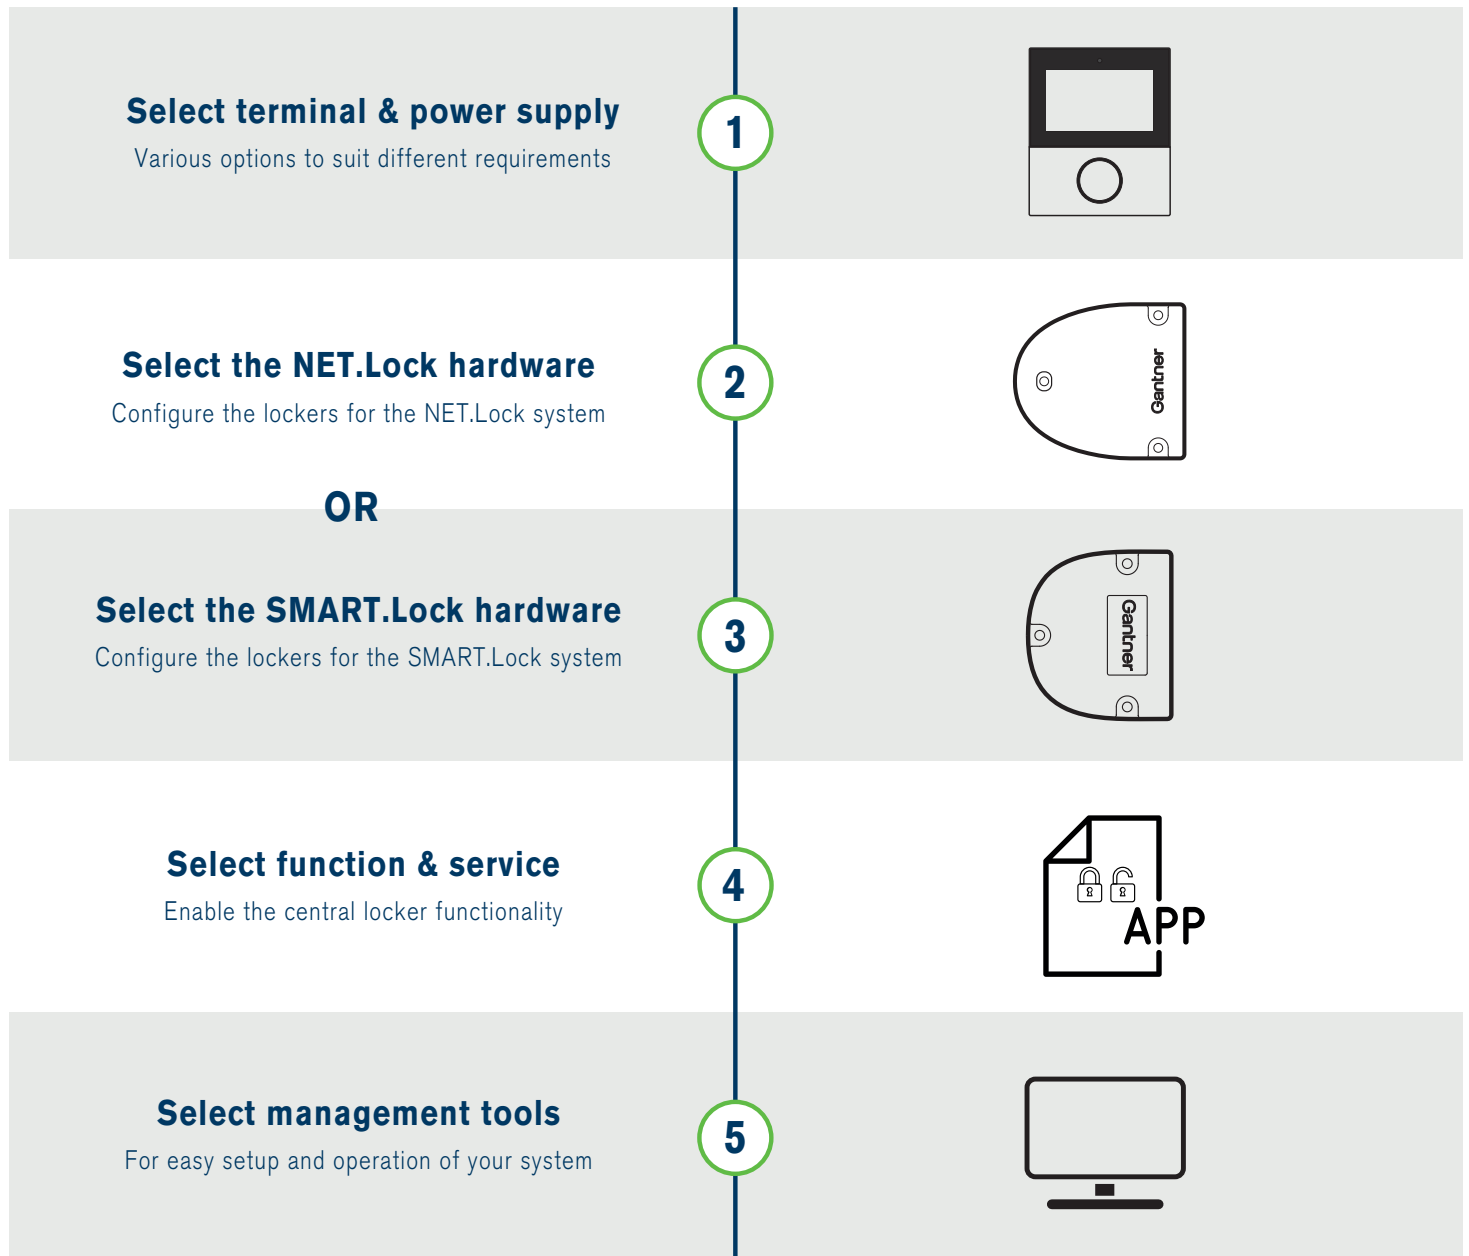 Select terminal & power supply
Various options to suit different requirements
1
Select the NET.Lock hardware
Configure the lockers for the NET.Lock system
2
Gantner
OR
Select the SMART.Lock hardware
Configure the lockers for the SMART.Lock system
3
Gantner
Select function & service
Enable the central locker functionality
4
APP
Select management tools
For easy setup and operation of your system
5